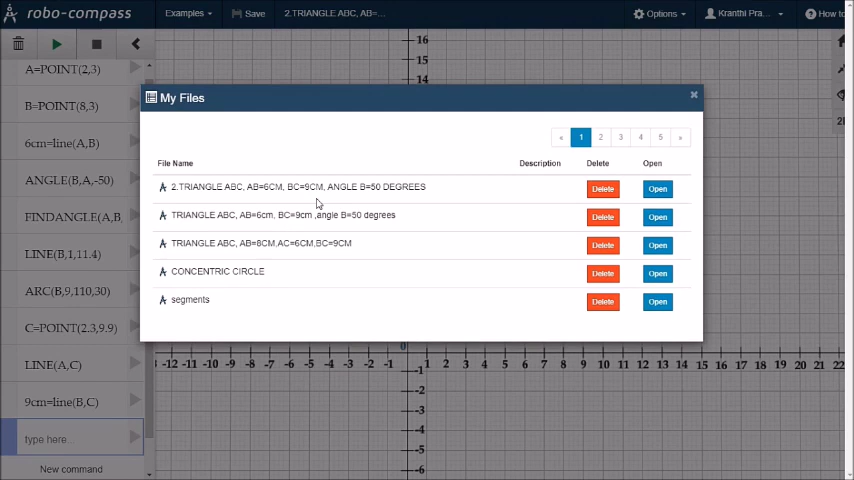 robo-compass
Examples
Save
2.TRIANGLE ABC, AB=...
Options
Kranthi Pra...
How to
A=POINT(2,3)
B=POINT(8,3)
6cm=line(A,B)
ANGLE(B,A,-50)
FINDANGLE(A,B,
LINE(B,1,11.4)
ARC(B,9,110,30)
C=POINT(2.3,9.9)
LINE(A,C)
9cm=line(B,C)
type here..
New command
16
15
14
My Files
« 1 2 3 4 5 »
File Name Description Delete Open
2.TRIANGLE ABC, AB=6CM, BC=9CM, ANGLE B=50 DEGREES Delete Open
TRIANGLE ABC, AB=6cm, BC=9cm ,angle B=50 degrees Delete Open
TRIANGLE ABC, AB=8CM,AC=6CM,BC=9CM Delete Open
CONCENTRIC CIRCLE Delete Open
segments Delete Open
0
-12 -11 -10 -9 -8 -7 -6 -5 -4 -3 -2 -1 1 2 3 4 5 6 7 8 9 10 11 12 13 14 15 16 17 18 19 20 21 22
-1
-2
-3
-4
-5
-6